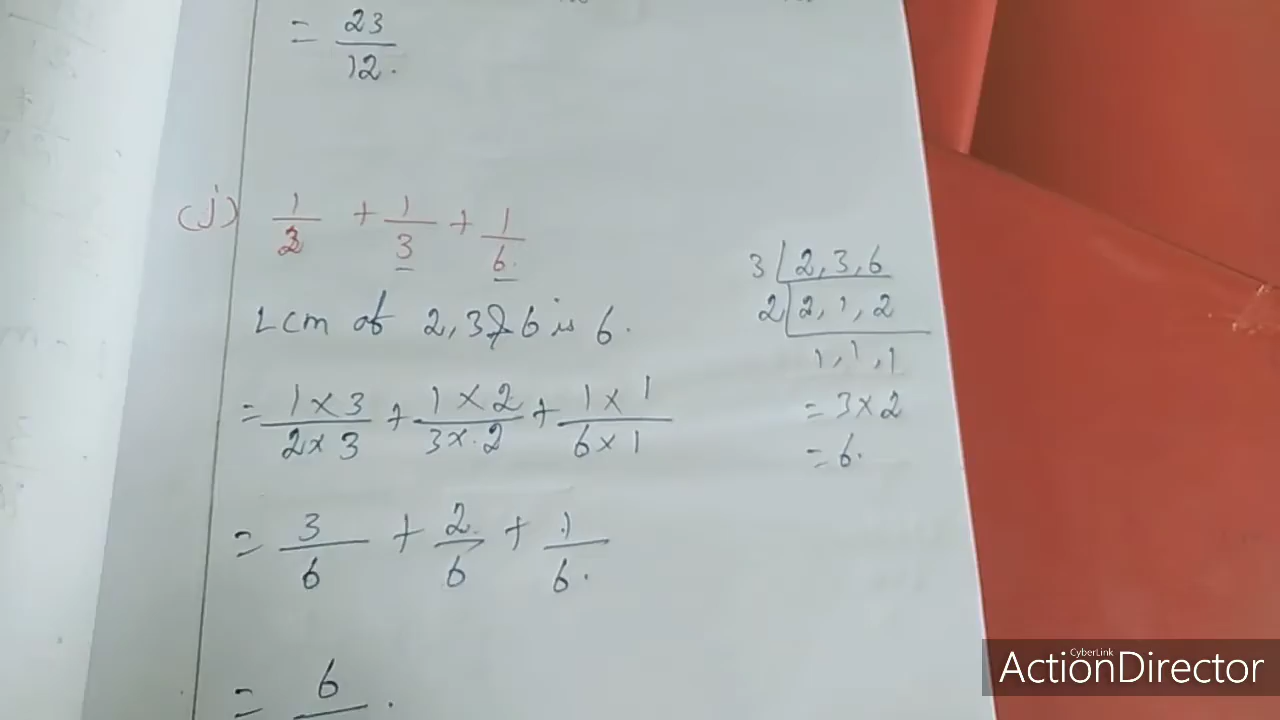 = 23/12.
(j) 1/2 + 1/3 + 1/6.
LCM of 2, 3 & 6 is 6.
= 1 × 3/2 × 3 + 1 × 2/3 × 2 + 1 × 1/6 × 1
= 3/6 + 2/6 + 1/6.
= 6
3 | 2, 3, 6
2 | 2, 1, 2
1, 1, 1
= 3 × 2
= 6.
CyberLink
ActionDirector